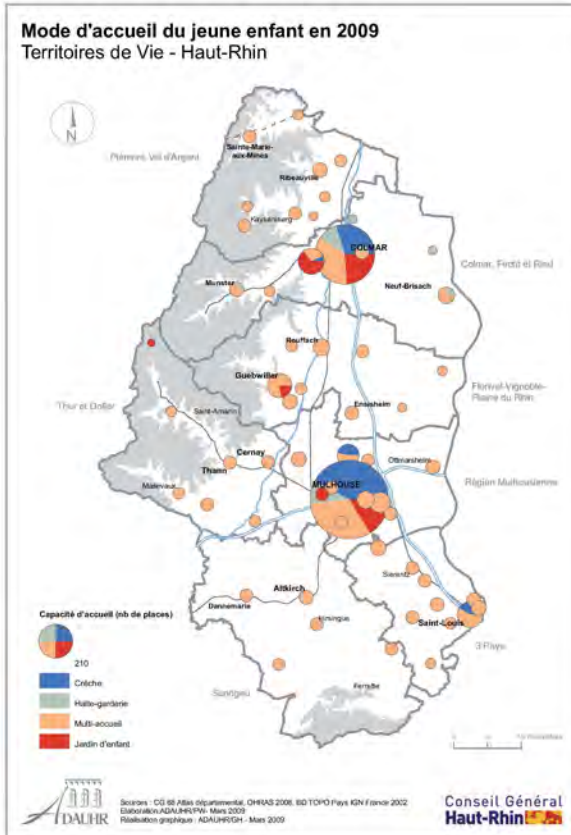 Mode d'accueil du jeune enfant en 2009
Territoires de Vie - Haut-Rhin
N
Sainte-Marie-
aux-Mines
Piémont, Val d'Argent
Ribeauvillé
Kaysersberg
COLMAR
Colmar, Fecht et Ried
Munster
Neuf-Brisach
Rouffach
Guebwiller
Florival-Vignoble-
Plaine du Rhin
Thur et Doller
Saint-Amarin
Ensisheim
Cernay
Ottmarsheim
Thann
MULHOUSE
Région Mulhousienne
Masevaux
Sierentz
Altkirch
Dannemarie
Saint-Louis
Hirsingue
3 Pays
Sundgau
Ferrette
Capacité d'accueil (nb de places)
210
Crèche
Halte-garderie
Multi-accueil
Jardin d'enfant
ADAUHR
Sources : CG 68 Atlas départemental, OHRAS 2008, BD TOPO Pays IGN France 2002
Elaboration ADAUHR/PW- Mars 2009
Réalisation graphique : ADAUHR/GH - Mars 2009
Conseil Général
Haut-Rhin